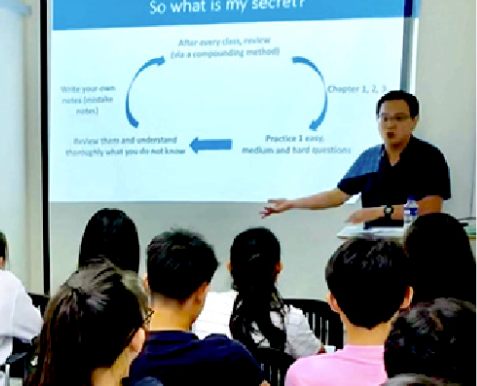 So what is my secret?
After every class, review
(via a compounding method)
Chapter 1, 2, 3
Practice 1 easy,
medium and hard questions
Review them and understand
thoroughly what you do not know
Write your own
notes (mistake
notes)